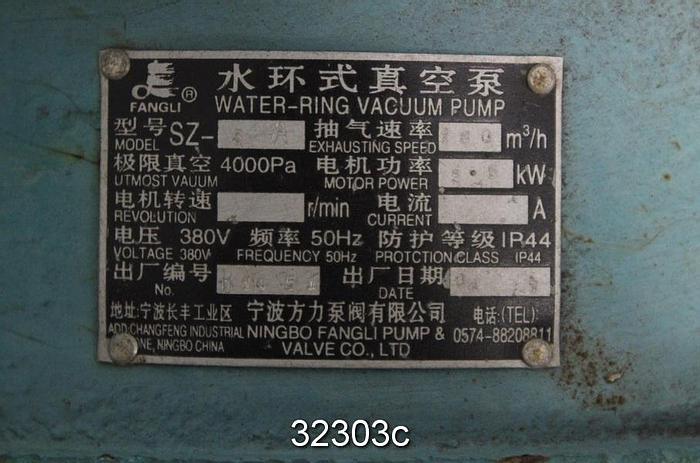 水环式真空泵
FANGLI ® WATER-RING VACUUM PUMP
型号 SZ- 抽气速率 m³/h
MODEL EXHAUSTING SPEED
极限真空 4000Pa 电机功率 kW
UTMOST VAUUM MOTOR POWER
电机转速 r/min 电流 A
REVOLUTION CURRENT
电压 380V 频率 50Hz 防护等级 IP44
VOLTAGE 380V FREQUENCY 50Hz PROTCTION CLASS IP44
出厂编号 出厂日期
No. DATE
地址:宁波长丰工业区 宁波方力泵阀有限公司 电话:(TEL):
ADD:CHANGFENG INDUSTRIAL NINGBO FANGLI PUMP & 0574-88208811
NINGBO CHINA VALVE CO., LTD
32303c